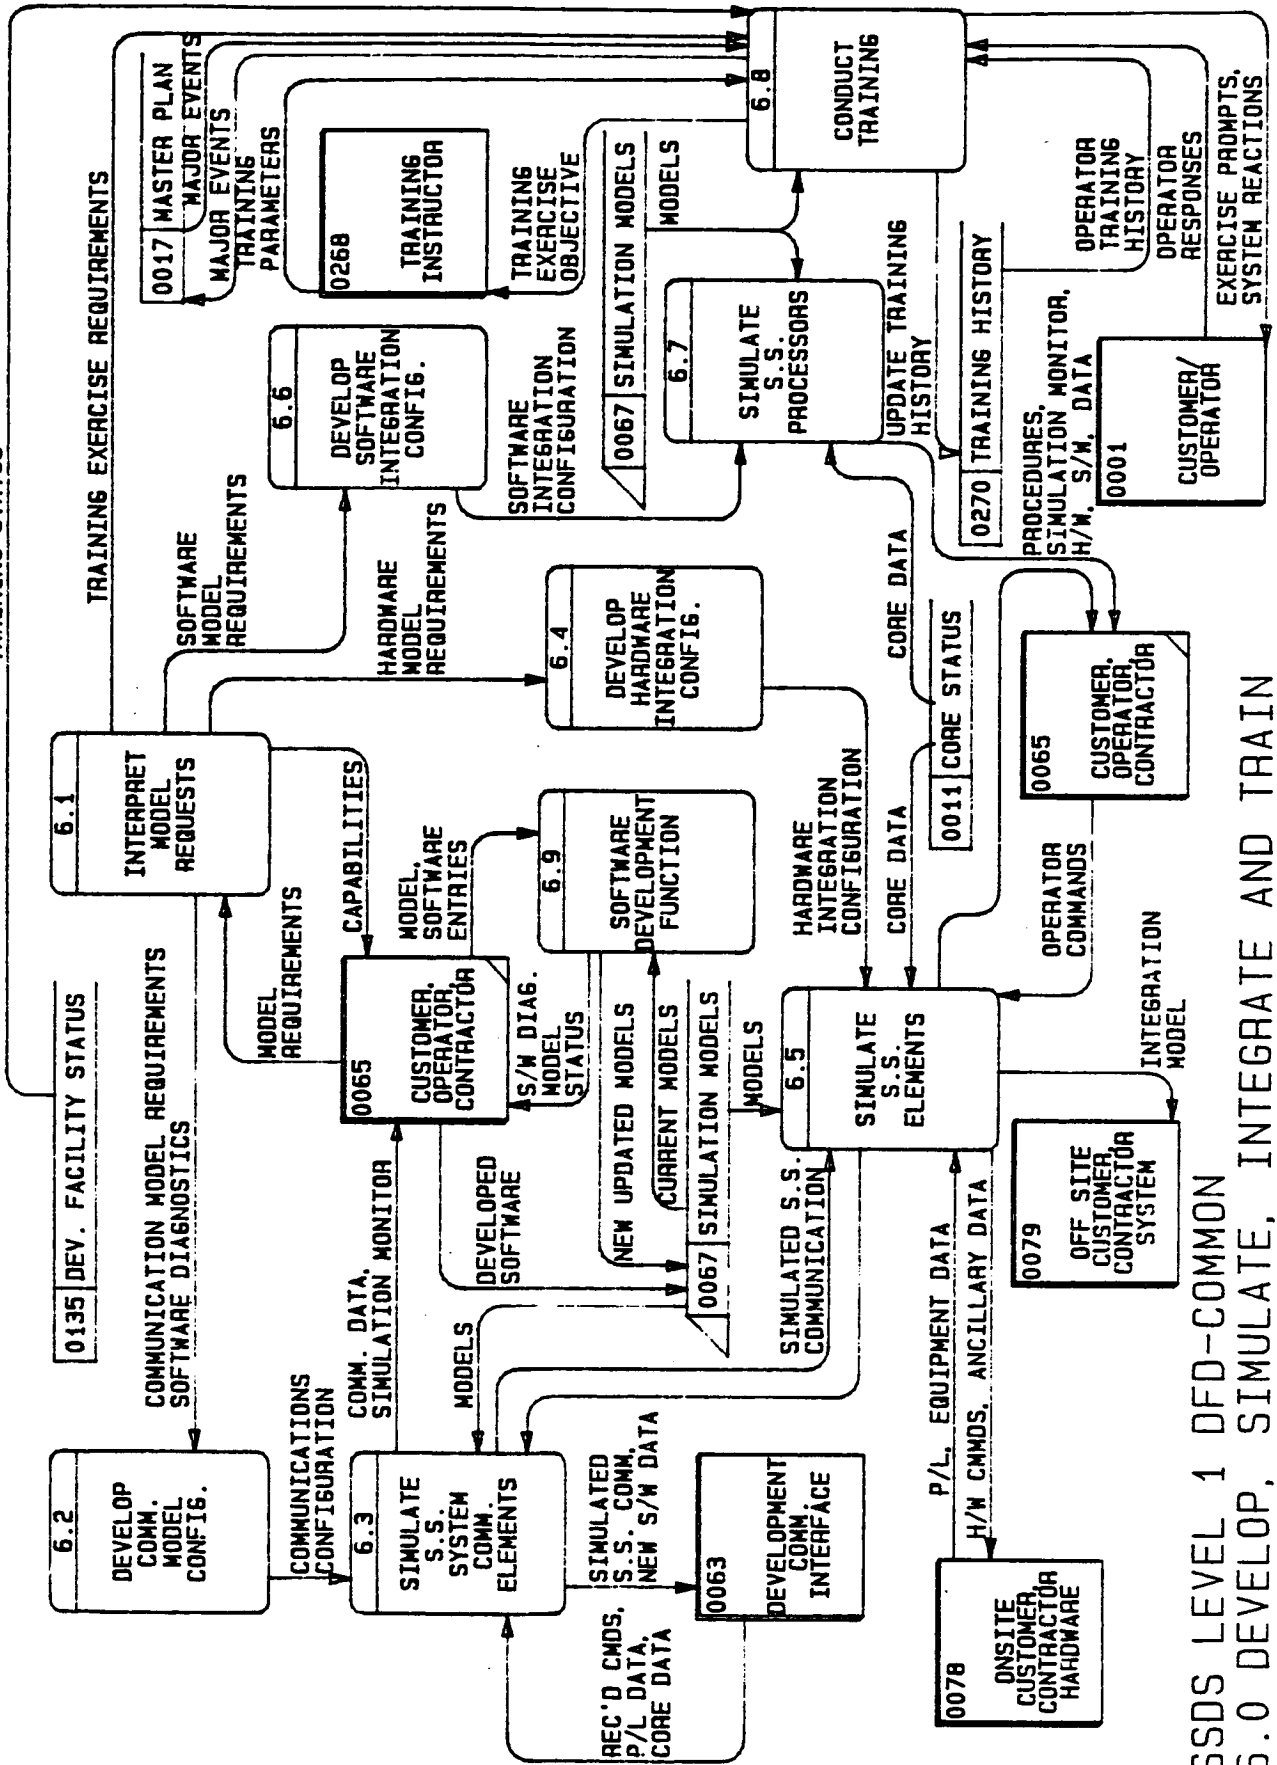 0135 DEV. FACILITY STATUS
TRAINING EXERCISE REQUIREMENTS
0017 MASTER PLAN
MAJOR EVENTS
MAJOR EVENTS
TRAINING
PARAMETERS
6.2
DEVELOP
COMM.
MODEL
CONFIG.
COMMUNICATION MODEL REQUIREMENTS
SOFTWARE DIAGNOSTICS
6.1
INTERPRET
MODEL
REQUESTS
SOFTWARE
MODEL
REQUIREMENTS
HARDWARE
MODEL
REQUIREMENTS
6.6
DEVELOP
SOFTWARE
INTEGRATION
CONFIG.
0268
TRAINING
INSTRUCTOR
TRAINING
EXERCISE
OBJECTIVE
COMMUNICATIONS
CONFIGURATION
MODEL
REQUIREMENTS
CAPABILITIES
6.3
SIMULATE
S.S.
SYSTEM
COMM.
ELEMENTS
COMM. DATA,
SIMULATION MONITOR
0065
CUSTOMER,
OPERATOR,
CONTRACTOR
MODEL,
SOFTWARE
ENTRIES
6.9
SOFTWARE
DEVELOPMENT
FUNCTION
6.4
DEVELOP
HARDWARE
INTEGRATION
CONFIG.
SOFTWARE
INTEGRATION
CONFIGURATION
0067 SIMULATION MODELS
MODELS
6.8
CONDUCT
TRAINING
MODELS
DEVELOPED
SOFTWARE
S/W DIAG.
MODEL
STATUS
NEW UPDATED MODELS
CURRENT MODELS
0067 SIMULATION MODELS
MODELS
6.7
SIMULATE
S.S.
PROCESSORS
REC'D CMDS,
P/L DATA,
CORE DATA
SIMULATED
S.S. COMM,
NEW S/W DATA
0063
DEVELOPMENT
COMM.
INTERFACE
SIMULATED S.S.
COMMUNICATION
6.5
SIMULATE
S.S.
ELEMENTS
HARDWARE
INTEGRATION
CONFIGURATION
CORE DATA
CORE DATA
0011 CORE STATUS
UPDATE TRAINING
HISTORY
0270 TRAINING HISTORY
OPERATOR
TRAINING
HISTORY
OPERATOR
RESPONSES
EXERCISE PROMPTS,
SYSTEM REACTIONS
0078
ONSITE
CUSTOMER,
CONTRACTOR
HARDWARE
P/L, EQUIPMENT DATA
H/W CMMDS, ANCILLARY DATA
0079
OFF SITE
CUSTOMER,
CONTRACTOR
SYSTEM
INTEGRATION
MODEL
OPERATOR
COMMANDS
0065
CUSTOMER,
OPERATOR,
CONTRACTOR
PROCEDURES,
SIMULATION MONITOR,
H/W, S/W, DATA
0001
CUSTOMER/
OPERATOR
SSDS LEVEL 1 DFD-COMMON
6.0 DEVELOP, SIMULATE, INTEGRATE AND TRAIN